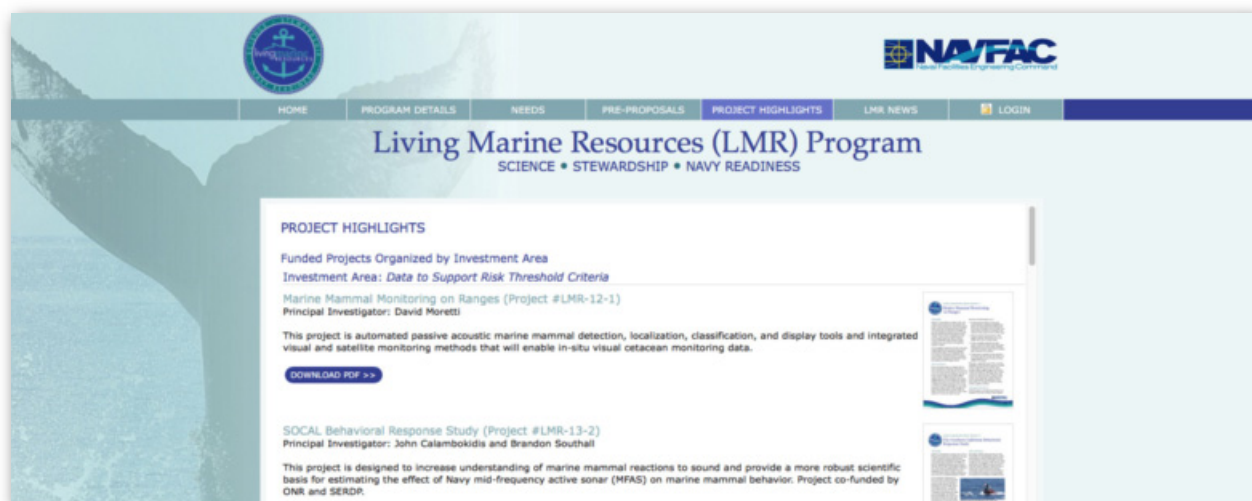 living marine
RESOURCES
NAVFAC
Naval Facilities Engineering Command
HOME PROGRAM DETAILS NEEDS PRE-PROPOSALS PROJECT HIGHLIGHTS LMR NEWS LOGIN
Living Marine Resources (LMR) Program
SCIENCE • STEWARDSHIP • NAVY READINESS
PROJECT HIGHLIGHTS
Funded Projects Organized by Investment Area
Investment Area: Data to Support Risk Threshold Criteria
Marine Mammal Monitoring on Ranges (Project #LMR-12-1)
Principal Investigator: David Moretti
This project is automated passive acoustic marine mammal detection, localization, classification, and display tools and integrated
visual and satellite monitoring methods that will enable in-situ visual cetacean monitoring data.
DOWNLOAD PDF >>
SOCAL Behavioral Response Study (Project #LMR-13-2)
Principal Investigator: John Calambokidis and Brandon Southall
This project is designed to increase understanding of marine mammal reactions to sound and provide a more robust scientific
basis for estimating the effect of Navy mid-frequency active sonar (MFAS) on marine mammal behavior. Project co-funded by
ONR and SERDP.